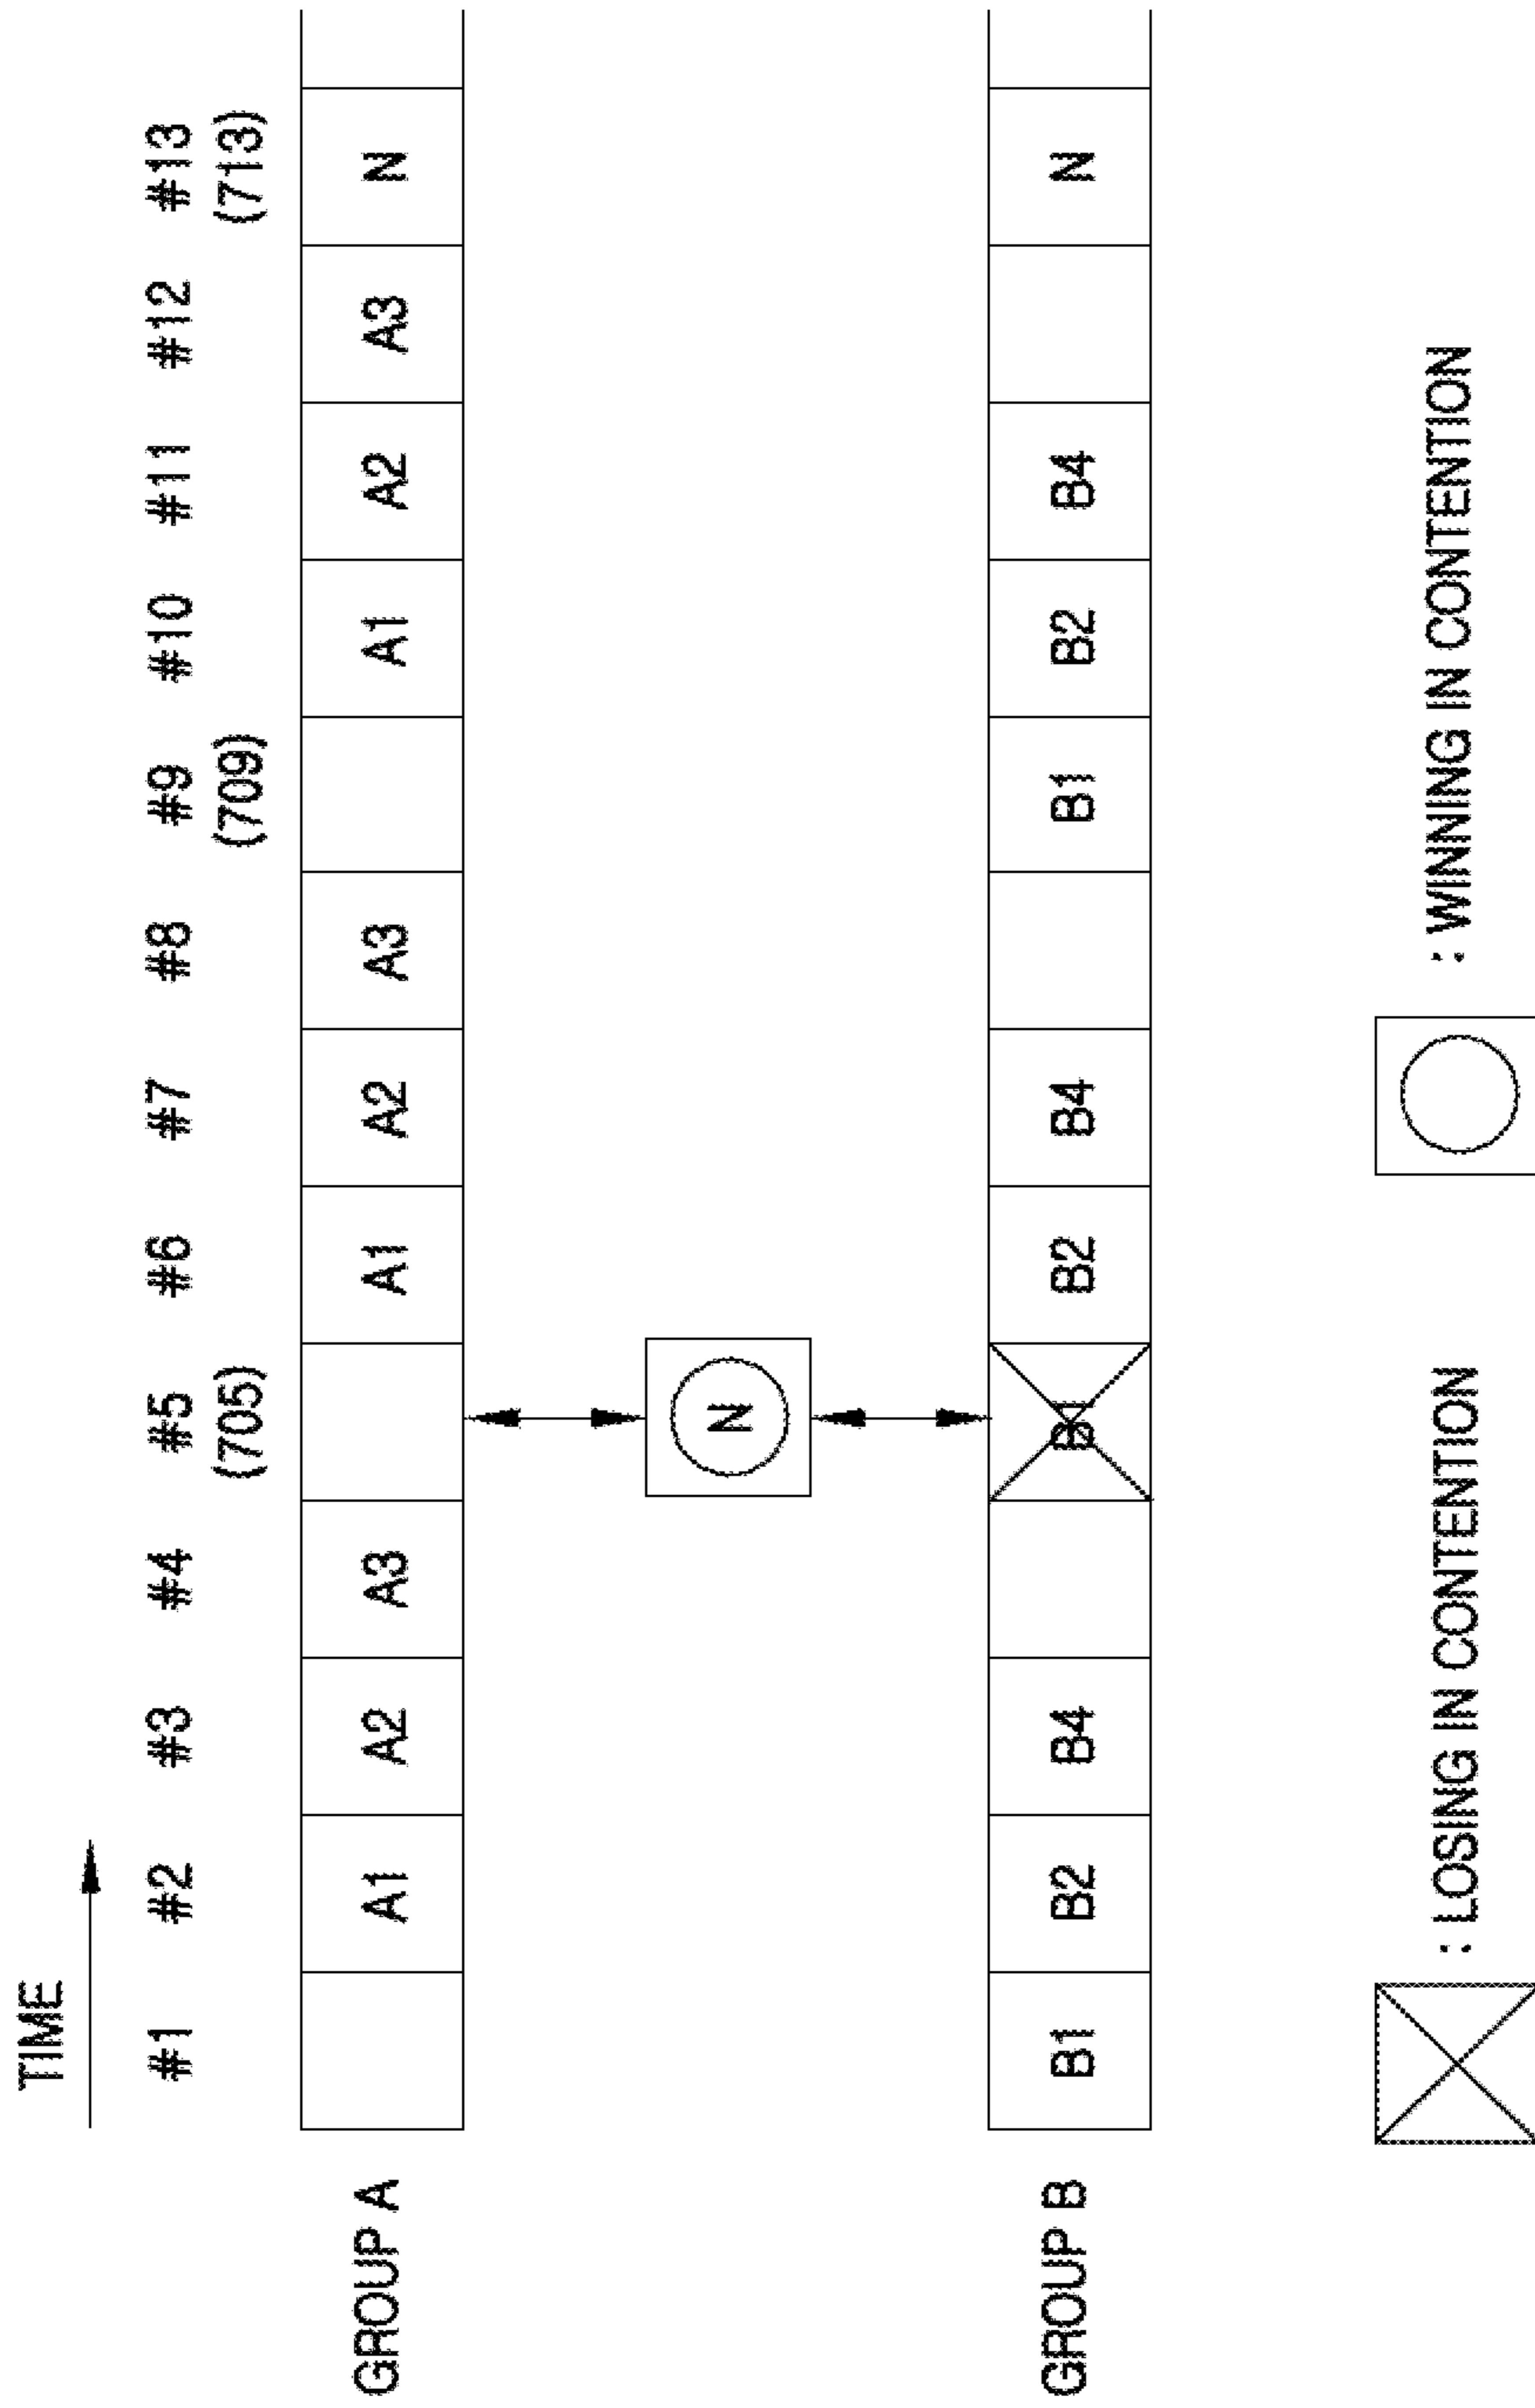 TIME
#1 #2 #3 #4 #5 #6 #7 #8 #9 #10 #11 #12 #13
(705) (709) (713)
GROUP A A1 A2 A3 A1 A2 A3 A1 A2 A3 N
N
GROUP B B1 B2 B4 B1 B2 B4 B1 B2 B4 N
: LOSING IN CONTENTION : WINNING IN CONTENTION